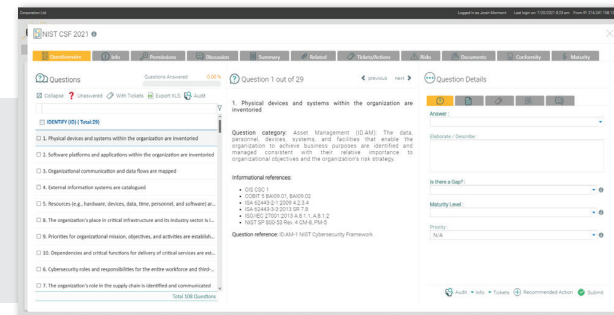 Corporation Ltd
Logged in as: Justin Mormont Last login on: 7/20/2021 8:23 am
NIST CSF 2021
Questionnaire Info Permissions Discussion Summary Related Tickets/Actions Risks Documents Conformity Maturity
Questions
Questions Answered 0.00 %
Collapse Unasvered With Tickets Export XLS Audit
IDENTIFY (ID) ( Total:29)
1. Physical devices and systems within the organization are inventoried
2. Software platforms and applications within the organization are inventoried
3. Organizational communication and data flows are mapped
4. External information systems are catalogued
5. Resources (e.g., hardware, devices, data, time, personnel, and software) ar...
8. The organization's place in critical infrastructure and its industry sector is i...
9. Priorities for organizational mission, objectives, and activities are establish...
10. Dependencies and critical functions for delivery of critical services are est...
6. Cybersecurity roles and responsibilities for the entire workforce and third-...
7. The organization's role in the supply chain is identified and communicated
Total 108 Questions
Question 1 out of 29
previous next
1. Physical devices and systems within the organization are
inventoried
Question category: Asset Management (ID.AM): The data,
personnel, devices, systems, and facilities that enable the
organization to achieve business purposes are identified and
managed consistent with their relative importance to
organizational objectives and the organization's risk strategy.
Informational references:
CIS CSC 1
COBIT 5 BAI09.01, BAI09.02
ISA 62443-2-1:2009 4.2.3.4
ISA 62443-3-3:2013 SR 7.8
ISO/IEC 27001:2013 A.8.1.1, A.8.1.2
NIST SP 800-53 Rev. 4 CM-8, PM-5
Question reference: ID.AM-1 NIST Cybersecurity Framework
Question Details
Answer :
Elaborate / Describe :
Is there a Gap? :
Maturity Level :
Priority :
N/A
Audit Info Tickets Recommended Action Submit